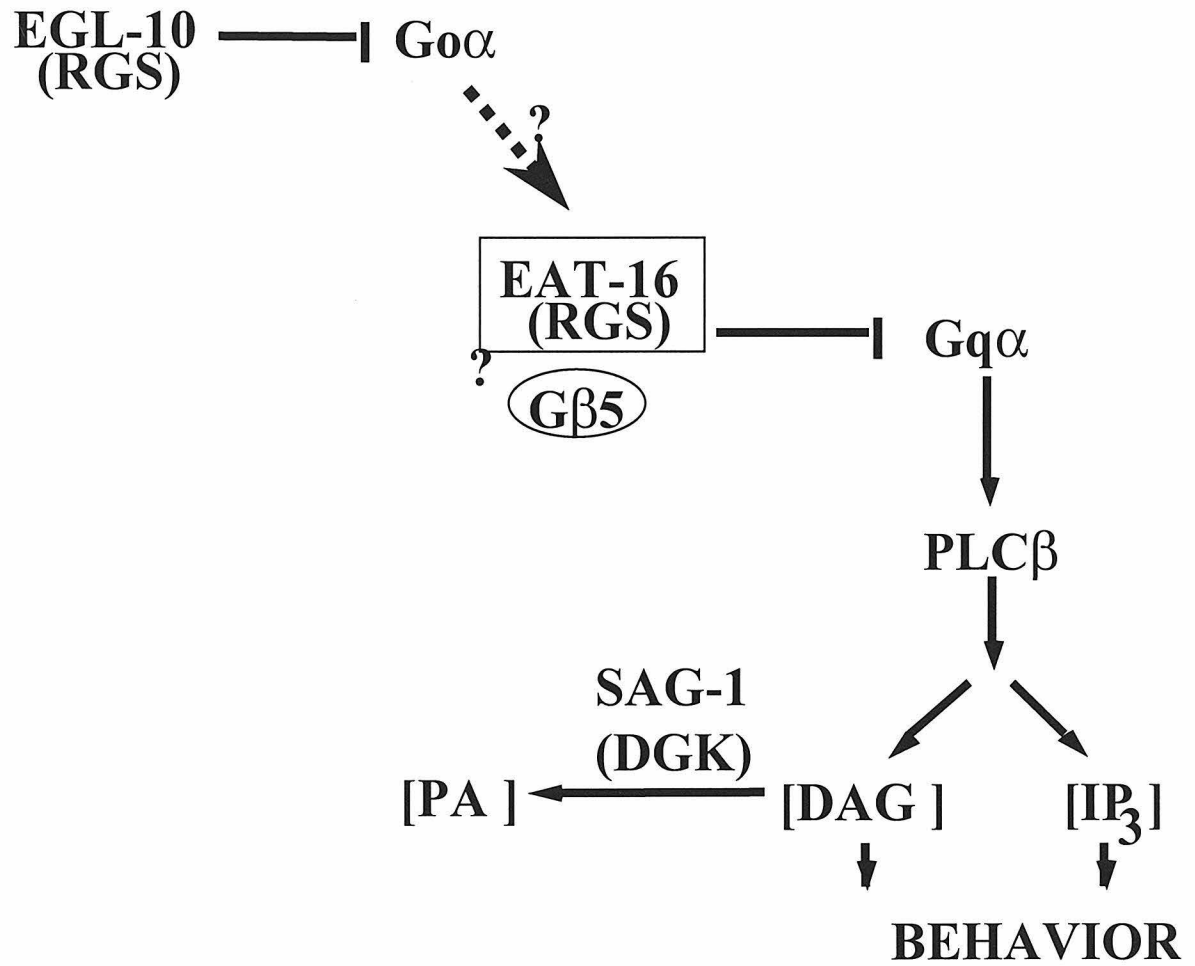 EGL-10
(RGS)
Goα
?
EAT-16
(RGS)
?
Gβ5
Gqα
PLCβ
SAG-1
(DGK)
[PA ]
[DAG ]
[IP3]
BEHAVIOR